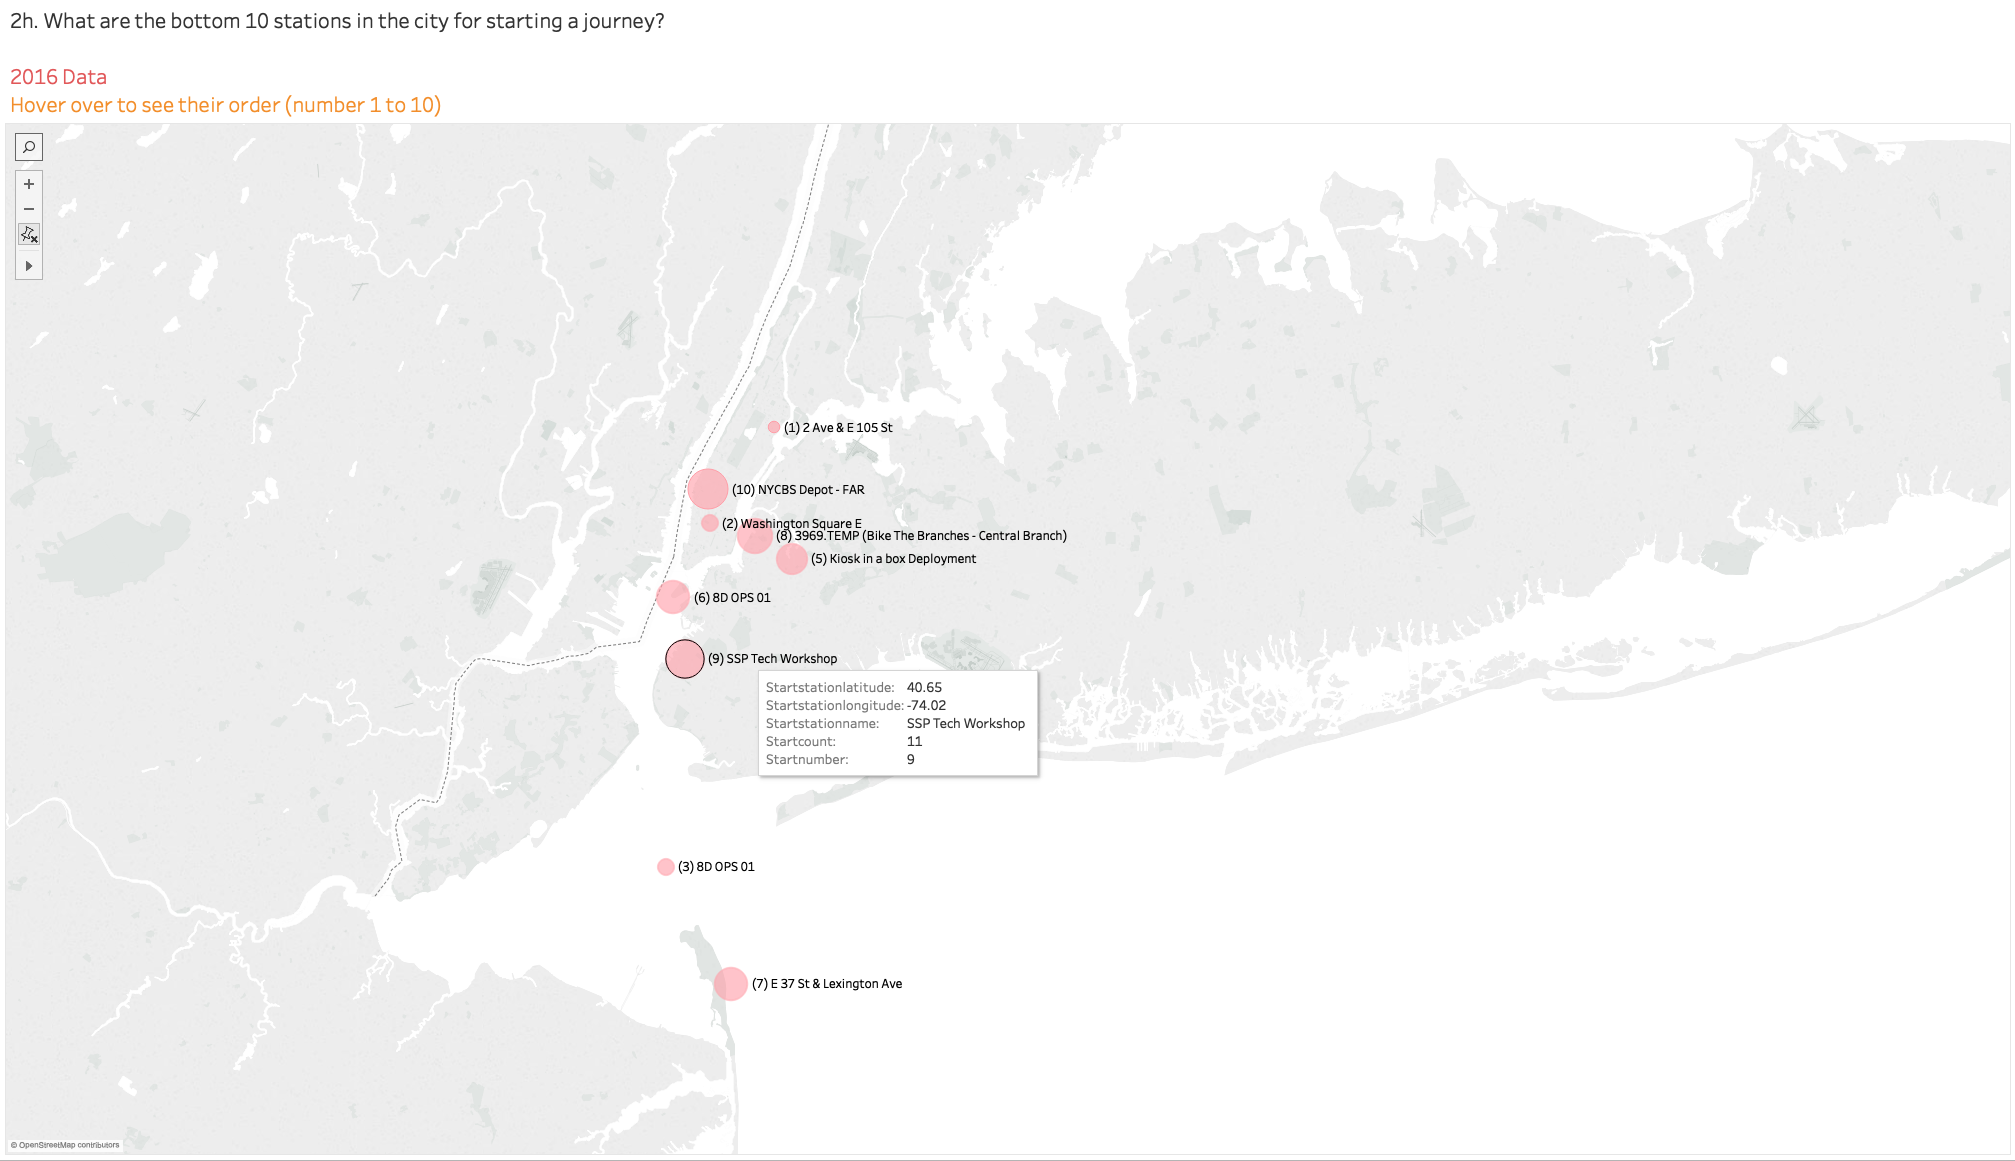 2h. What are the bottom 10 stations in the city for starting a journey?
2016 Data
Hover over to see their order (number 1 to 10)
(1) 2 Ave & E 105 St
(10) NYCBS Depot - FAR
(2) Washington Square E
(8) 3969.TEMP (Bike The Branches - Central Branch)
(5) Kiosk in a box Deployment
(6) 8D OPS 01
(9) SSP Tech Workshop
Startstationlatitude: 40.65
Startstationlongitude: -74.02
Startstationname: SSP Tech Workshop
Startcount: 11
Startnumber: 9
(3) 8D OPS 01
(7) E 37 St & Lexington Ave
© OpenStreetMap contributors